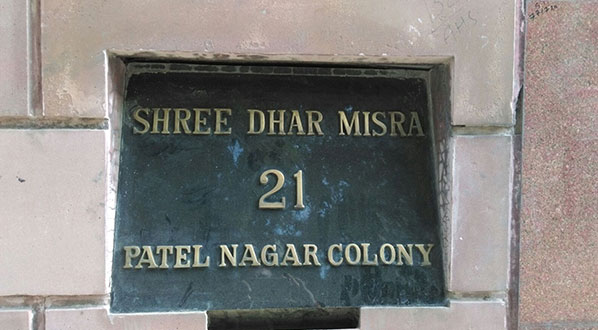 SHREE DHAR MISRA
21
PATEL NAGAR COLONY